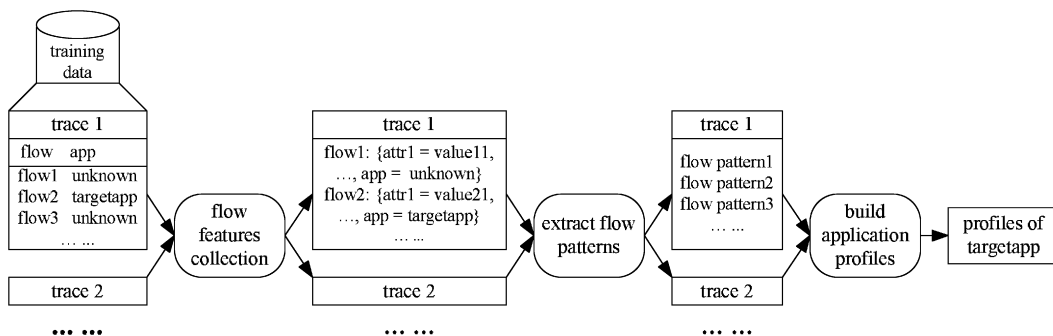 training
data
trace 1
flow app
flow1 unknown
flow2 targetapp
flow3 unknown
... ...
trace 2
... ...
flow
features
collection
trace 1
flow1: {attr1 = value11,
..., app = unknown}
flow2: {attr1 = value21,
..., app = targetapp}
... ...
trace 2
... ...
extract flow
patterns
trace 1
flow pattern1
flow pattern2
flow pattern3
... ...
trace 2
... ...
build
application
profiles
profiles of
targetapp